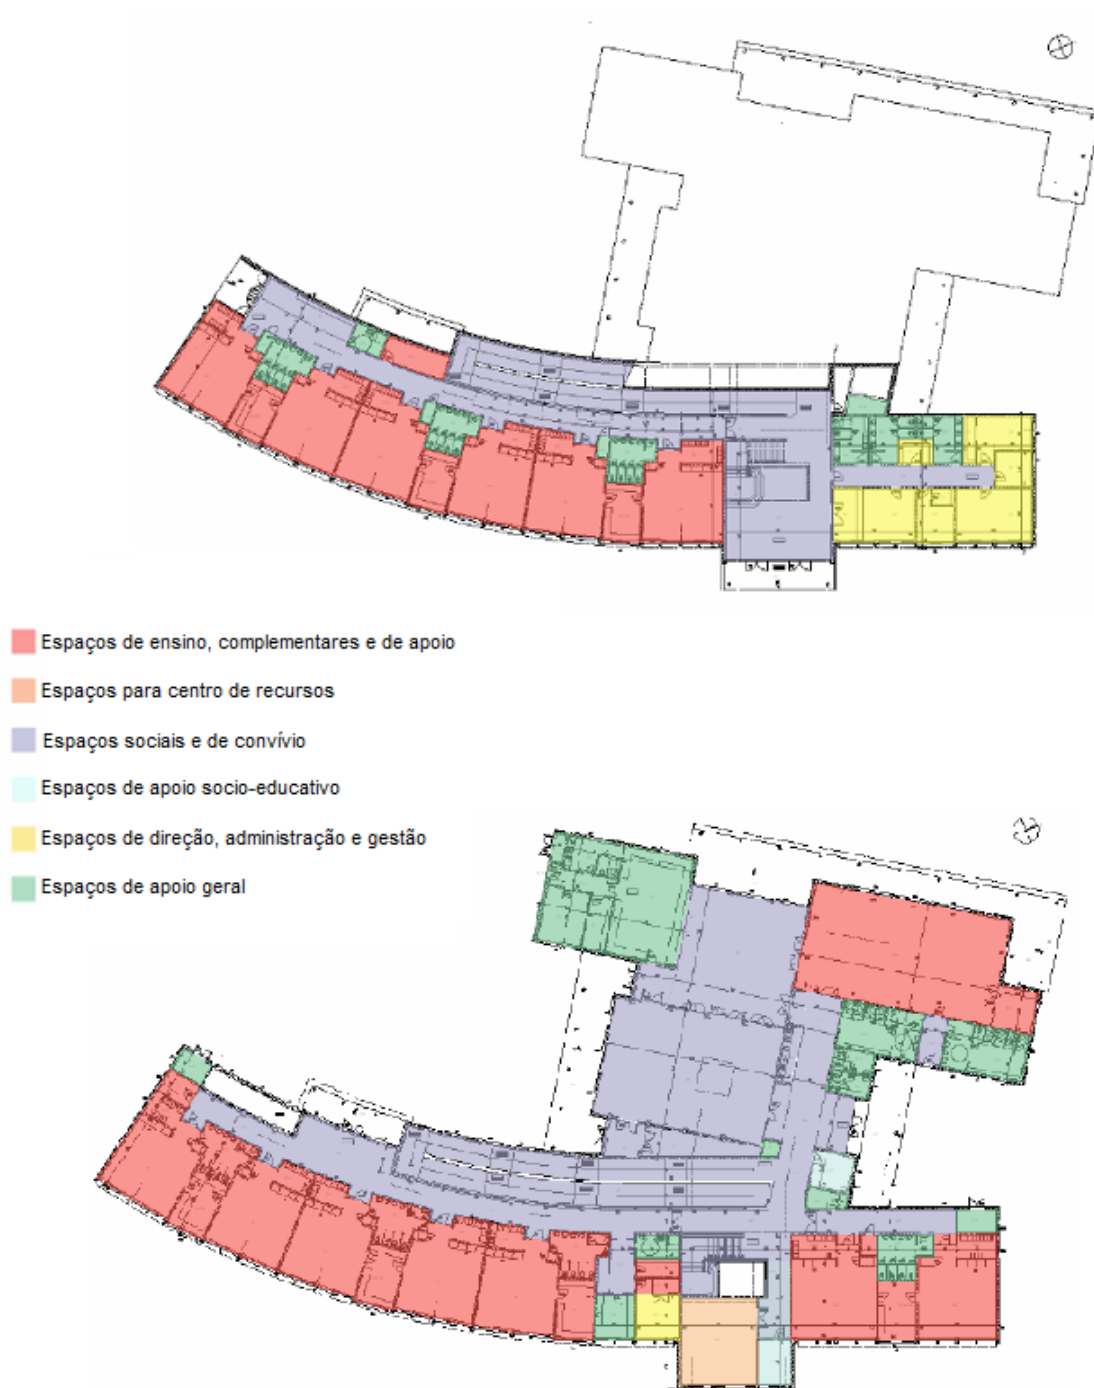 Espaços de ensino, complementares e de apoio
Espaços para centro de recursos
Espaços sociais e de convívio
Espaços de apoio socio-educativo
Espaços de direção, administração e gestão
Espaços de apoio geral